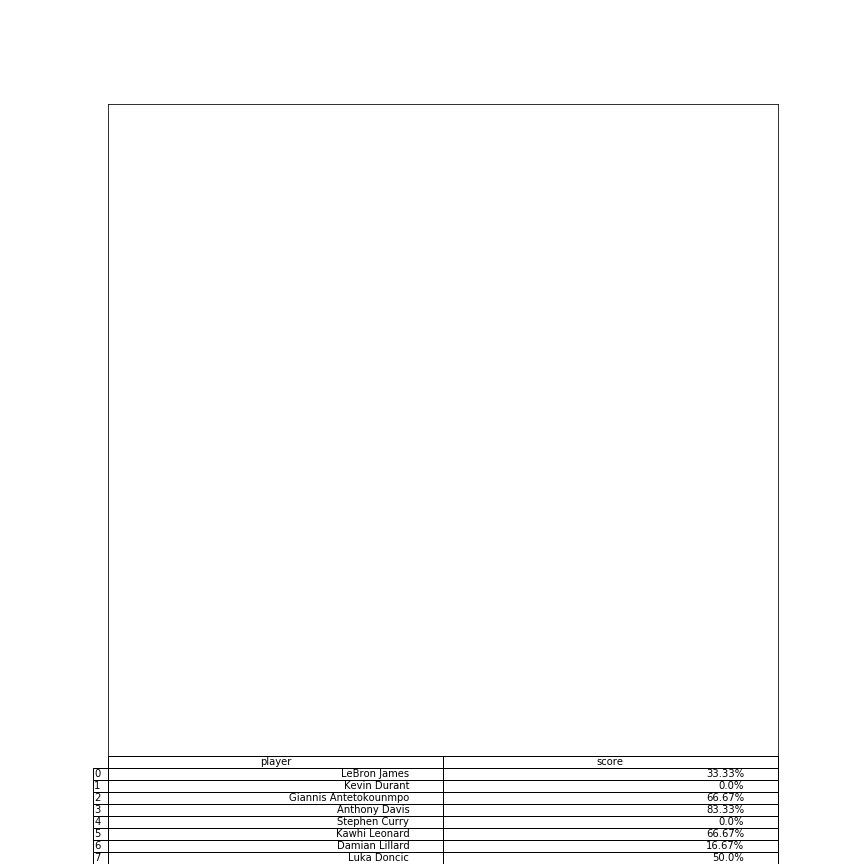 player score
0 LeBron James 33.33%
1 Kevin Durant 0.0%
2 Giannis Antetokounmpo 66.67%
3 Anthony Davis 83.33%
4 Stephen Curry 0.0%
5 Kawhi Leonard 66.67%
6 Damian Lillard 16.67%
7 Luka Doncic 50.0%